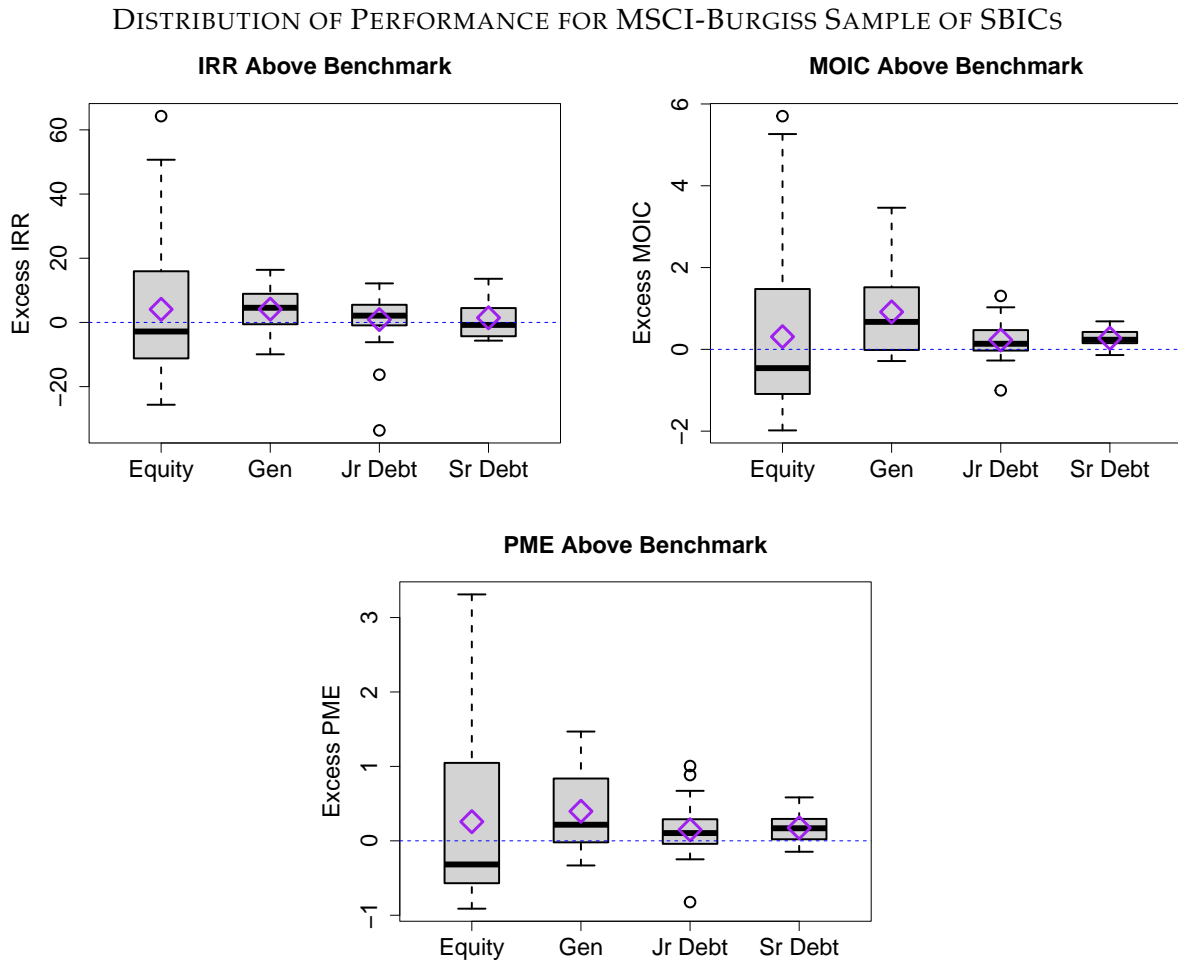 DISTRIBUTION OF PERFORMANCE FOR MSCI-BURGISS SAMPLE OF SBICS
IRR Above Benchmark
Excess IRR
60
40
20
0
−20
Equity Gen Jr Debt Sr Debt
MOIC Above Benchmark
Excess MOIC
6
4
2
0
−2
Equity Gen Jr Debt Sr Debt
PME Above Benchmark
Excess PME
3
2
1
0
−1
Equity Gen Jr Debt Sr Debt